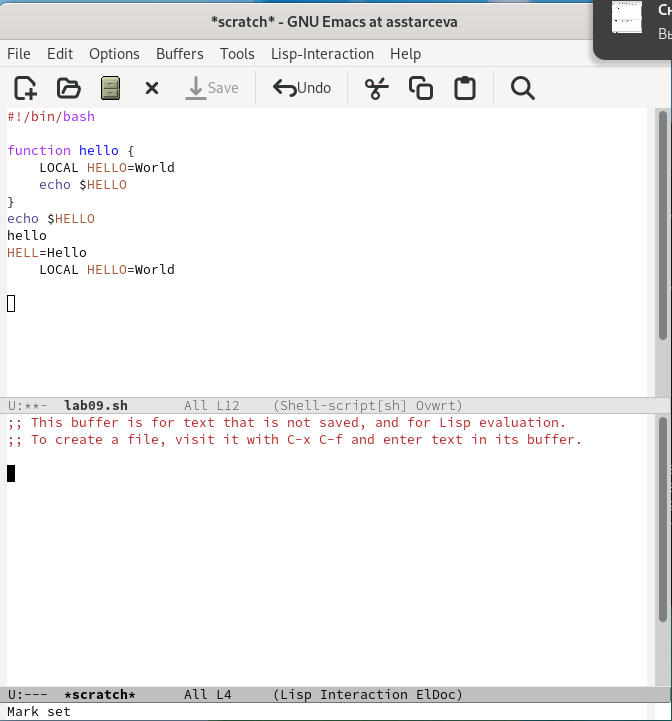 *scratch* - GNU Emacs at asstarceva
File Edit Options Buffers Tools Lisp-Interaction Help
Save Undo
#!/bin/bash
function hello {
    LOCAL HELLO=World
    echo $HELLO
}
echo $HELLO
hello
HELL=Hello
    LOCAL HELLO=World
U:**-  lab09.sh       All L12    (Shell-script[sh] Ovwrt)
;; This buffer is for text that is not saved, and for Lisp evaluation.
;; To create a file, visit it with C-x C-f and enter text in its buffer.
U:---  *scratch*      All L4     (Lisp Interaction ElDoc)
Mark set